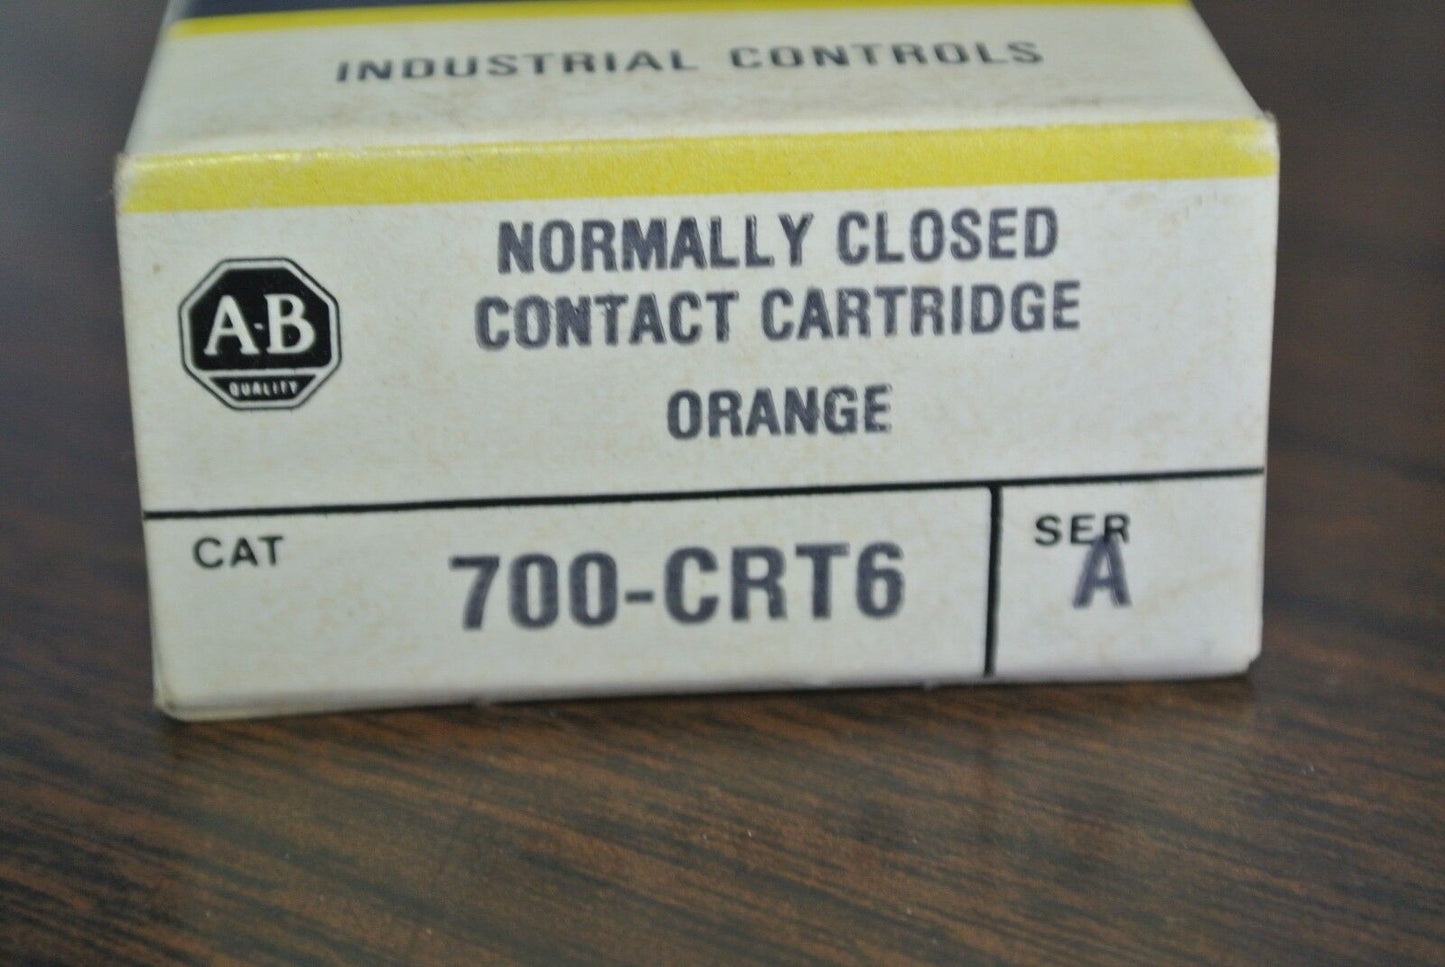 INDUSTRIAL CONTROLS
A-B
QUALITY
NORMALLY CLOSED
CONTACT CARTRIDGE
ORANGE
CAT
700-CRT6
SER
A